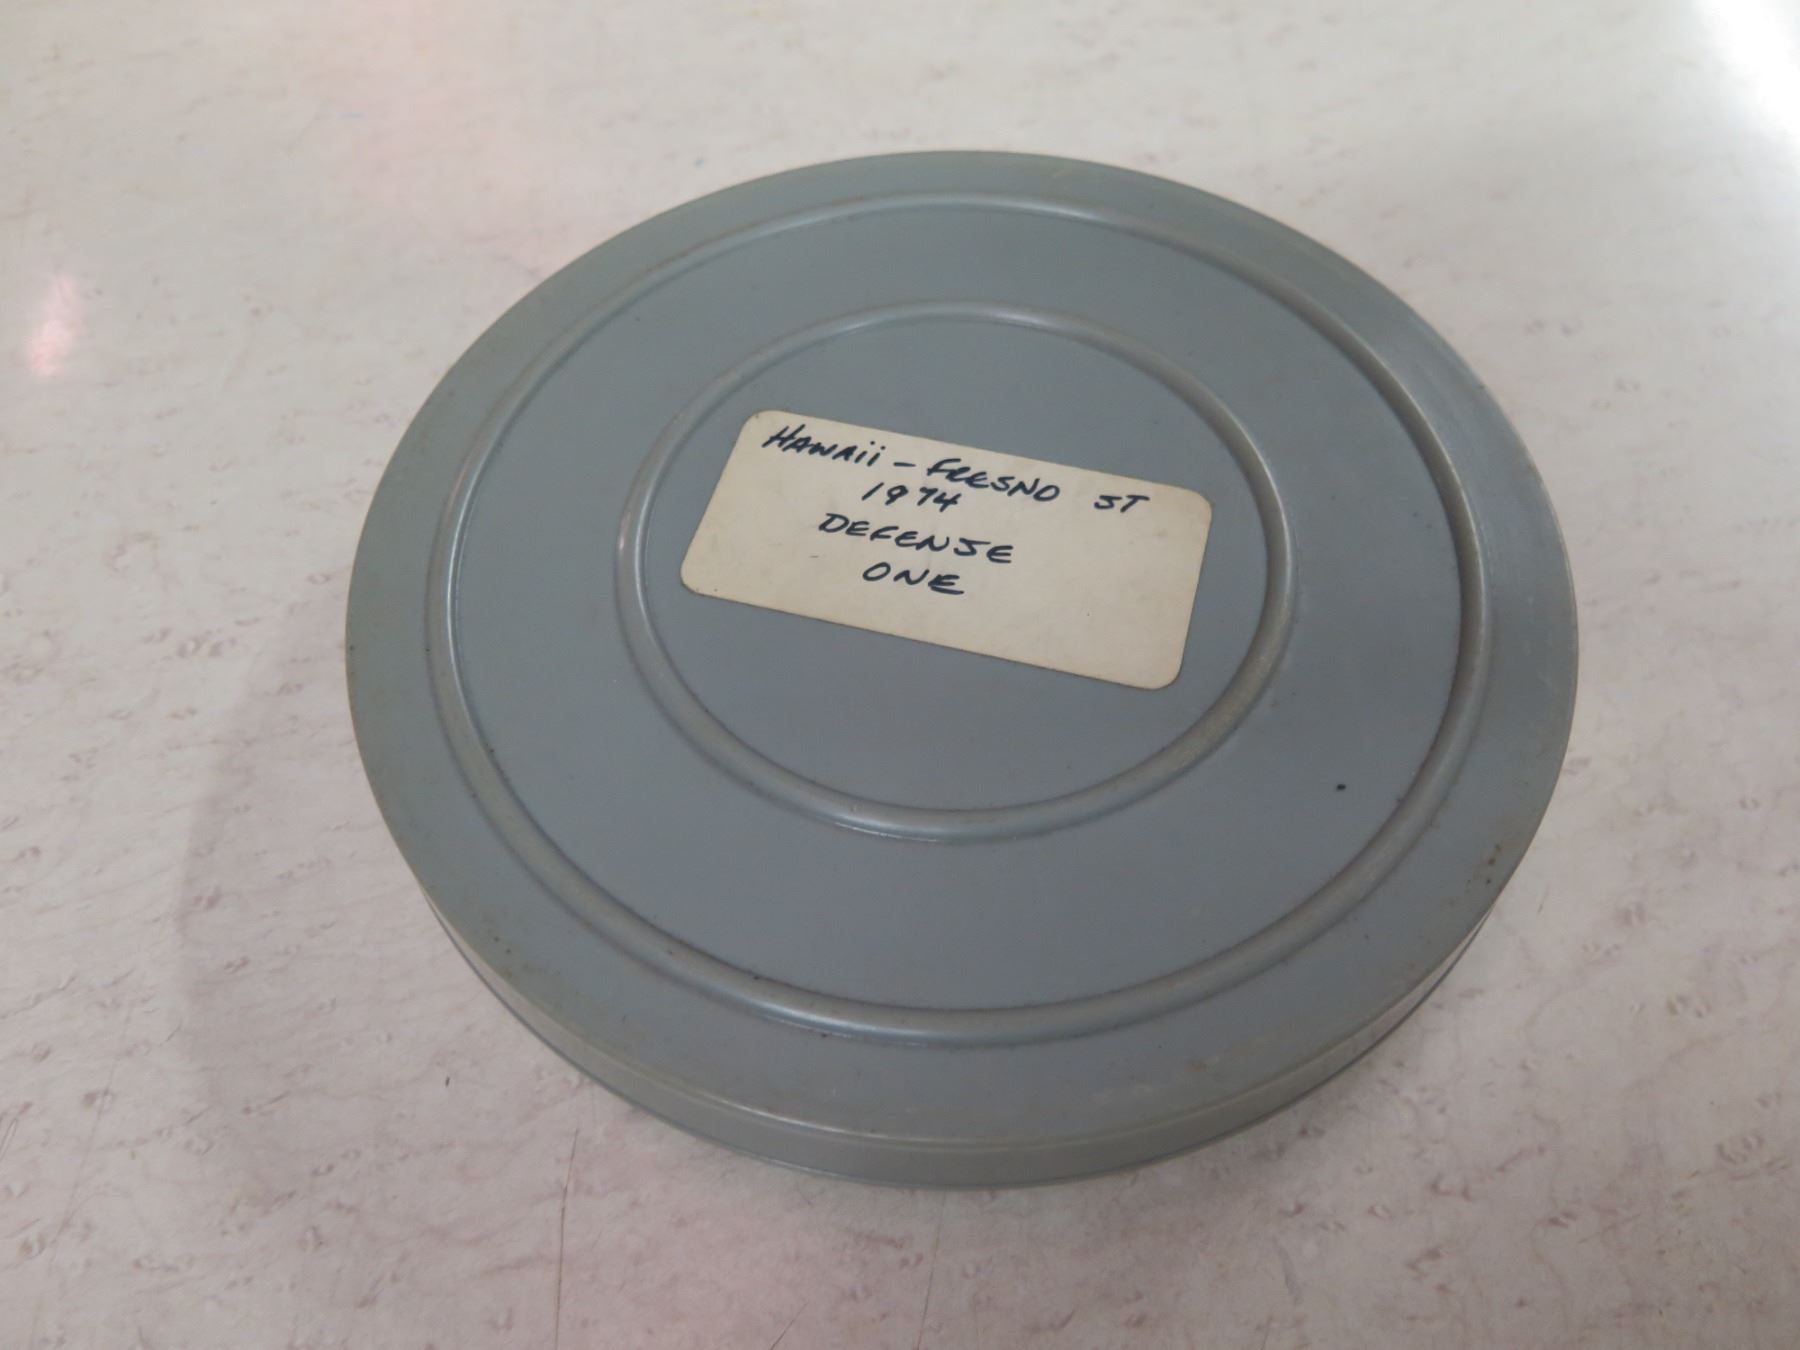 HAWAii - FRESNO ST
1974
DEFENSE
ONE